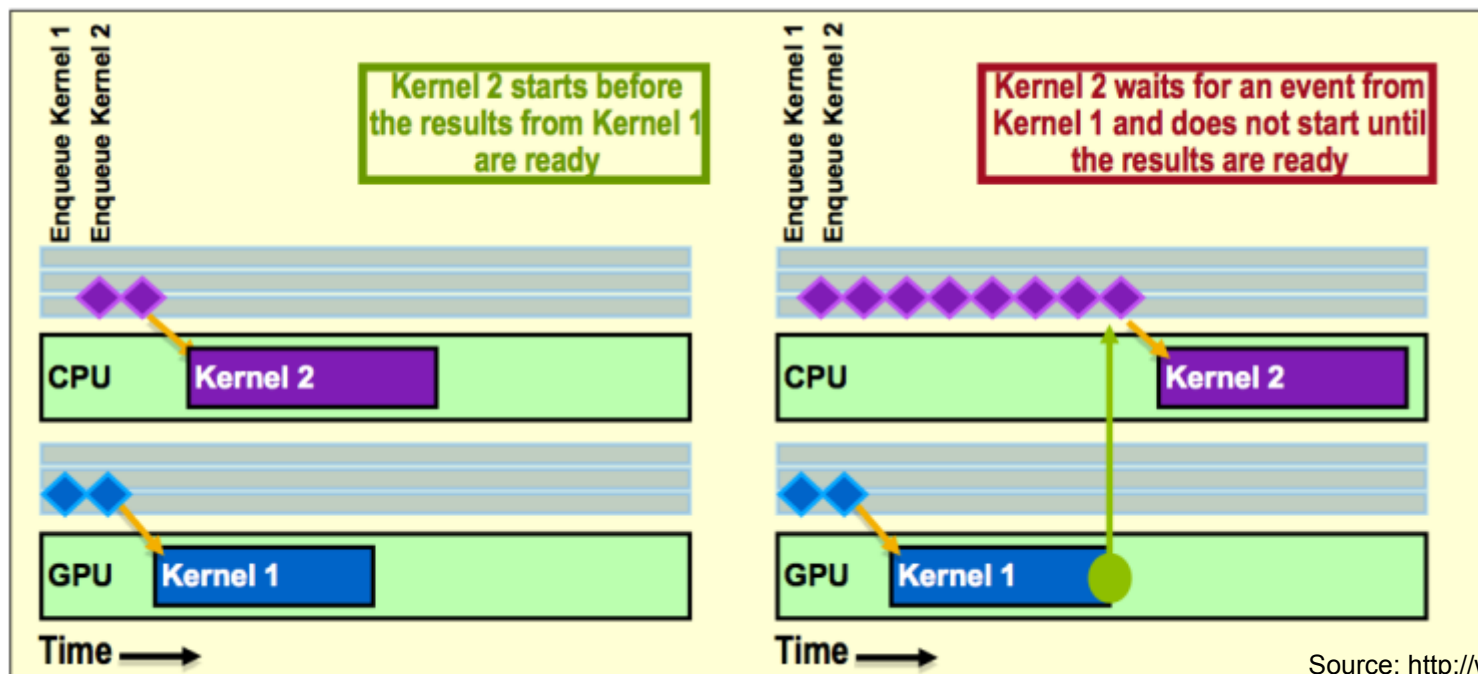 Enqueue Kernel 1
Enqueue Kernel 2
Kernel 2 starts before
the results from Kernel 1
are ready
CPU
Kernel 2
GPU
Kernel 1
Time
Enqueue Kernel 1
Enqueue Kernel 2
Kernel 2 waits for an event from
Kernel 1 and does not start until
the results are ready
CPU
Kernel 2
GPU
Kernel 1
Time
Source: http://w